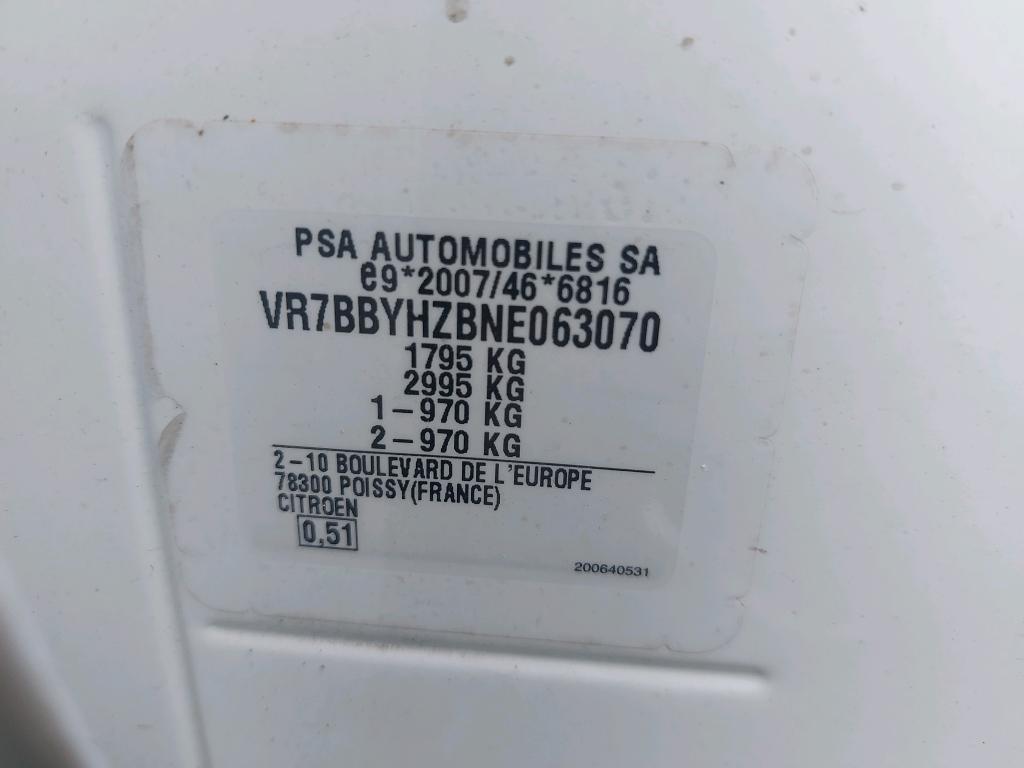 PSA AUTOMOBILES SA
e9*2007/46*6816
VR7BBYHZBNE063070
1795 KG
2995 KG
1-970 KG
2-970 KG
2-10 BOULEVARD DE L'EUROPE
78300 POISSY(FRANCE)
CITROEN
0,51
200640531